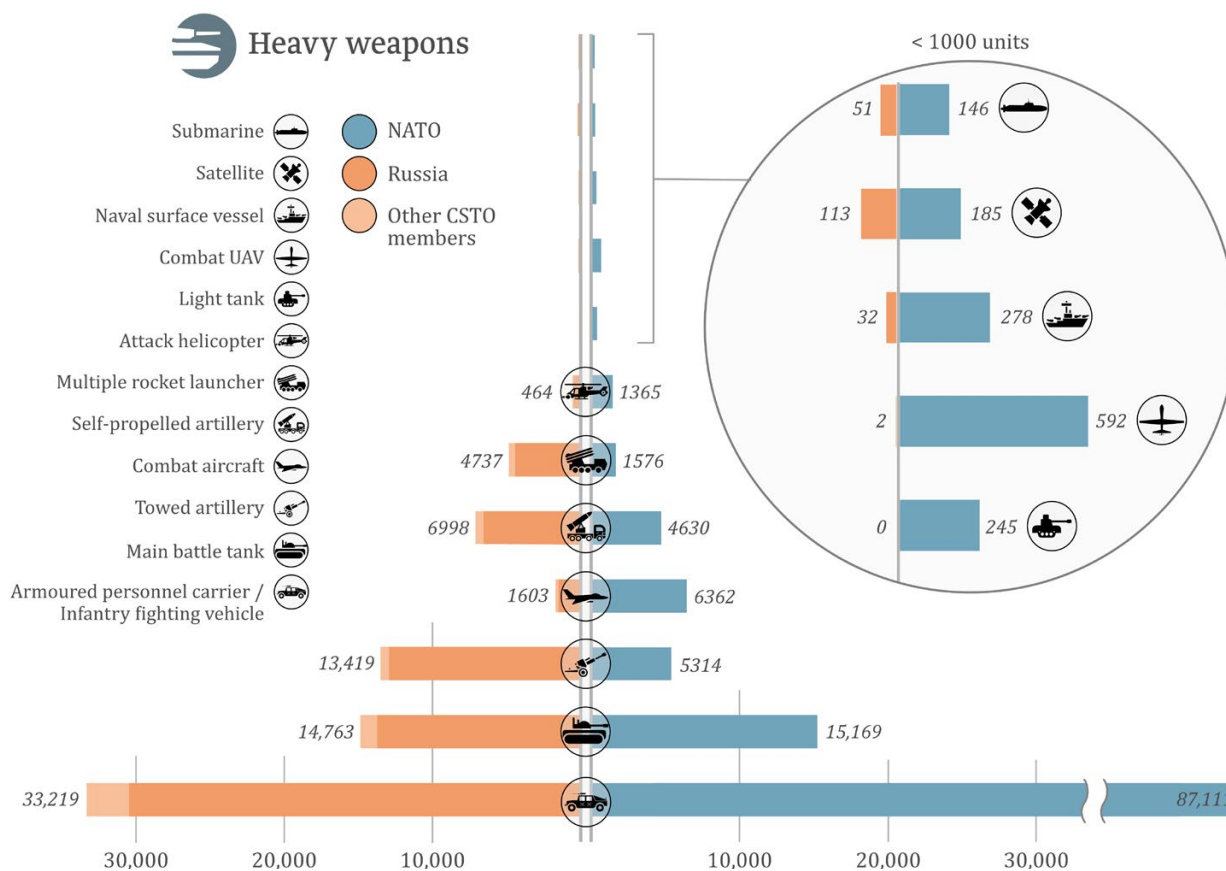 Heavy weapons
Submarine
Satellite
Naval surface vessel
Combat UAV
Light tank
Attack helicopter
Multiple rocket launcher
Self-propelled artillery
Combat aircraft
Towed artillery
Main battle tank
Armoured personnel carrier /
Infantry fighting vehicle
NATO
Russia
Other CSTO
members
< 1000 units
51 146
113 185
32 278
2 592
0 245
464 1365
4737 1576
6998 4630
1603 6362
13,419 5314
14,763 15,169
33,219
30,000 20,000 10,000 10,000 20,000 30,000